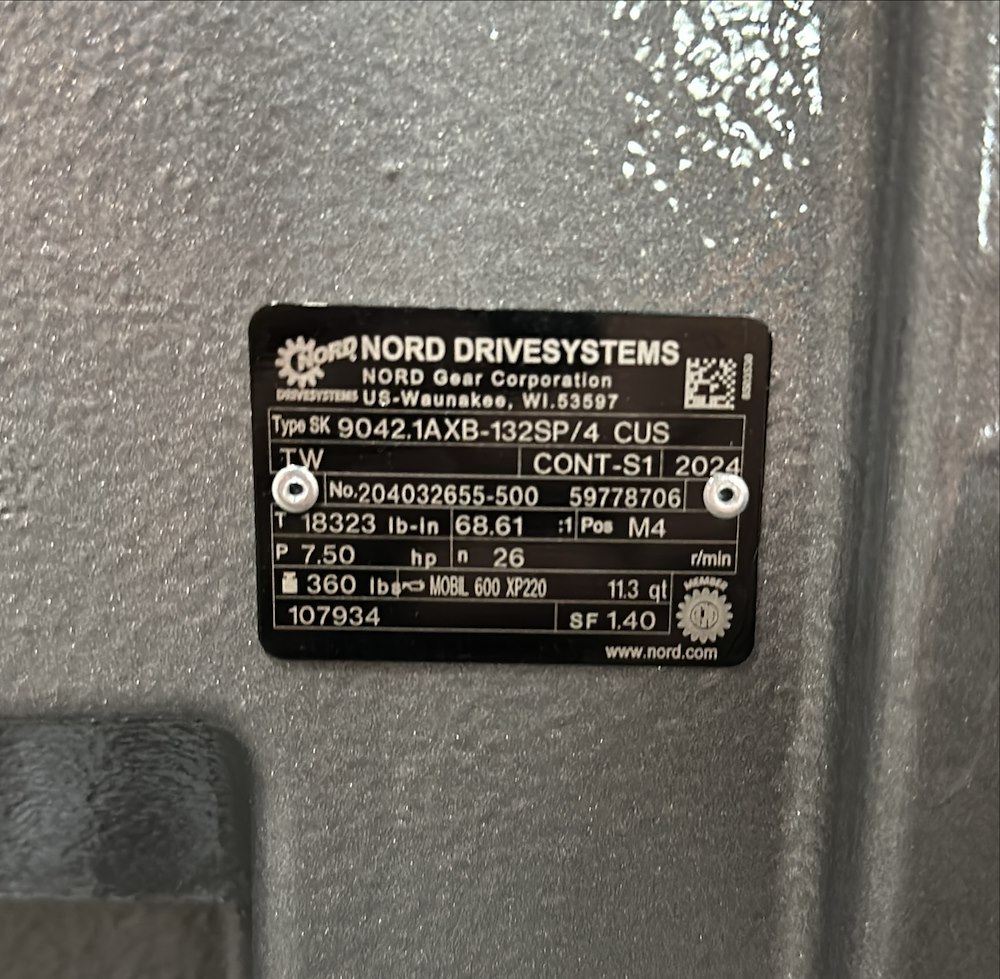 NORD DRIVESYSTEMS
NORD DRIVESYSTEMS
NORD Gear Corporation
US-Waunakee, WI.53597
Type SK 9042.1AXB-132SP/4 CUS
TW CONT-S1 2024
No.204032655-500 59778706
T 18323 lb-in 68.61 :1 Pos M4
P 7.50 hp n 26 r/min
360 lbs MOBIL 600 XP220 11.3 qt
MEMBER
107934 SF 1.40
www.nord.com